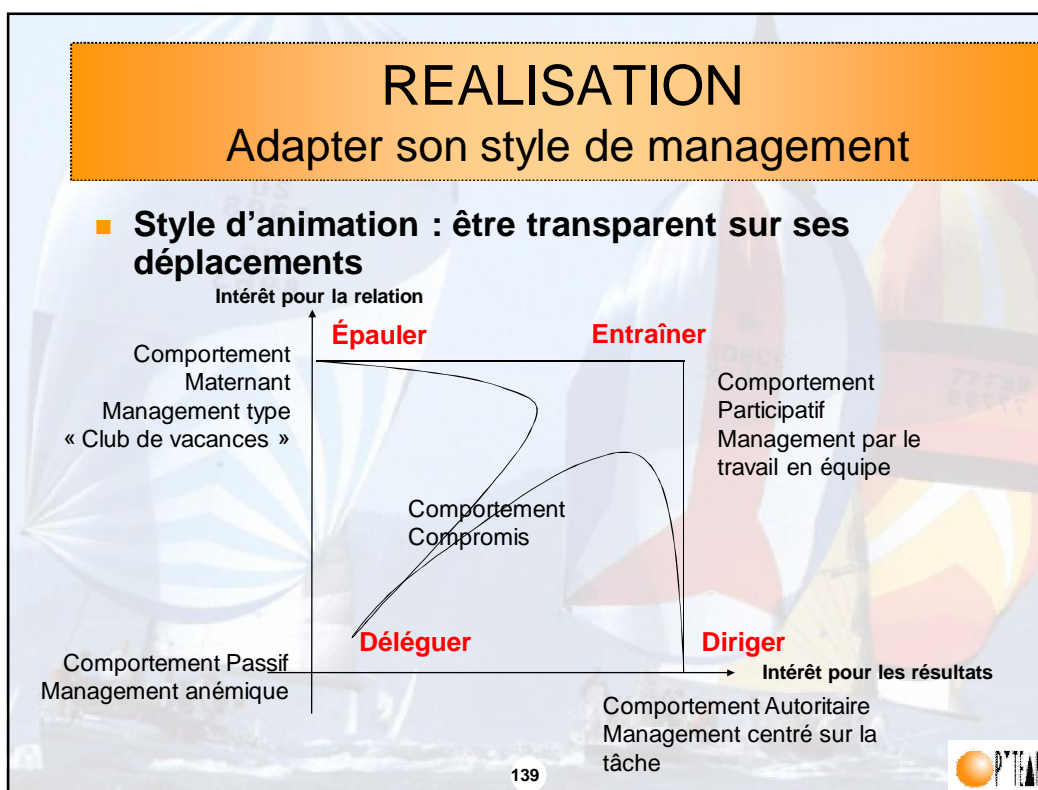 REALISATION
Adapter son style de management
Style d'animation : être transparent sur ses
déplacements
Intérêt pour la relation
Épauler
Entraîner
Comportement
Maternant
Management type
« Club de vacances »
Comportement
Participatif
Management par le
travail en équipe
Comportement
Compromis
Déléguer
Diriger
Comportement Passif
Management anémique
Intérêt pour les résultats
Comportement Autoritaire
Management centré sur la
tâche
139